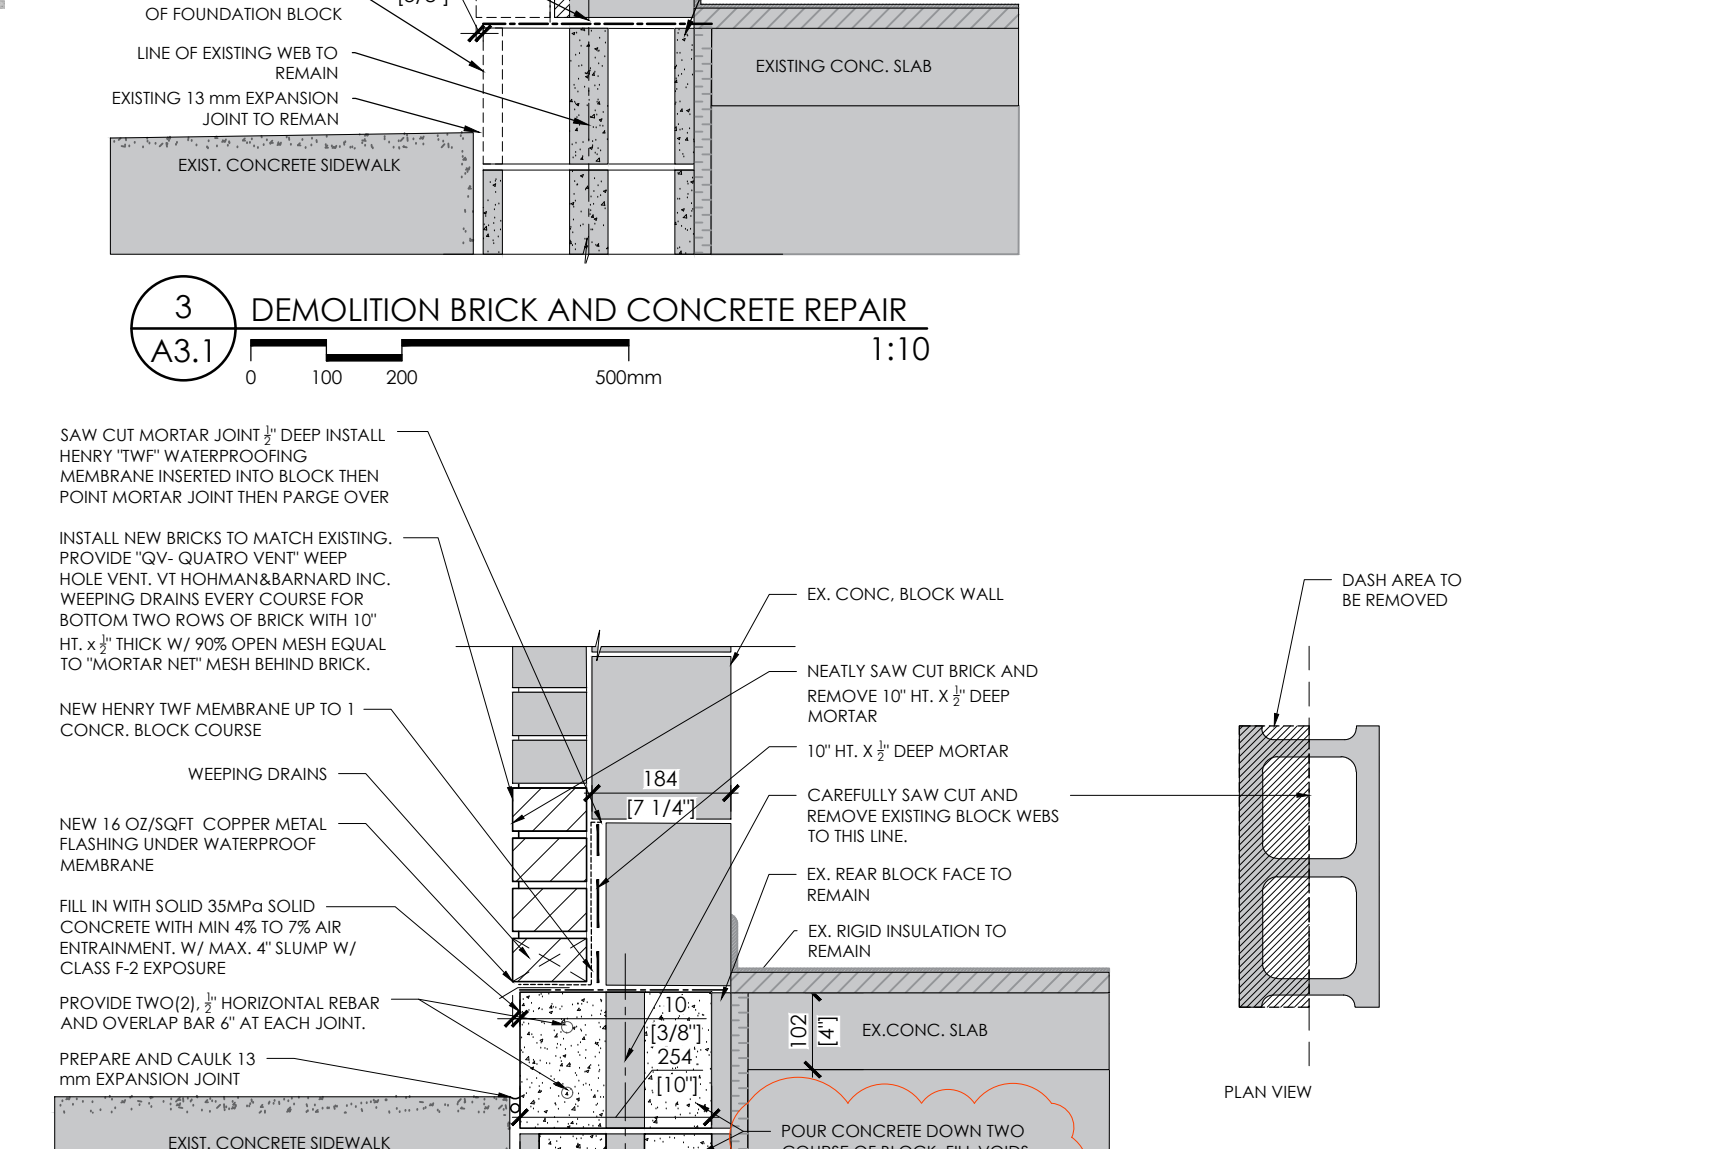 OF FOUNDATION BLOCK
LINE OF EXISTING WEB TO
REMAIN
EXISTING 13 mm EXPANSION
JOINT TO REMAN
EXIST. CONCRETE SIDEWALK
EXISTING CONC. SLAB
3
A3.1
DEMOLITION BRICK AND CONCRETE REPAIR
1:10
0 100 200 500mm
SAW CUT MORTAR JOINT ½" DEEP INSTALL
HENRY "TWF" WATERPROOFING
MEMBRANE INSERTED INTO BLOCK THEN
POINT MORTAR JOINT THEN PARGE OVER
INSTALL NEW BRICKS TO MATCH EXISTING.
PROVIDE "QV- QUATRO VENT" WEEP
HOLE VENT. VT HOHMAN&BARNARD INC.
WEEPING DRAINS EVERY COURSE FOR
BOTTOM TWO ROWS OF BRICK WITH 10"
HT. x ½" THICK W/ 90% OPEN MESH EQUAL
TO "MORTAR NET" MESH BEHIND BRICK.
NEW HENRY TWF MEMBRANE UP TO 1
CONCR. BLOCK COURSE
WEEPING DRAINS
NEW 16 OZ/SQFT COPPER METAL
FLASHING UNDER WATERPROOF
MEMBRANE
FILL IN WITH SOLID 35MPa SOLID
CONCRETE WITH MIN 4% TO 7% AIR
ENTRAINMENT. W/ MAX. 4" SLUMP W/
CLASS F-2 EXPOSURE
PROVIDE TWO(2), ½" HORIZONTAL REBAR
AND OVERLAP BAR 6" AT EACH JOINT.
PREPARE AND CAULK 13
mm EXPANSION JOINT
EXIST. CONCRETE SIDEWALK
184
[7 1/4"]
10
[3/8"]
254
[10"]
102
[4"]
EX. CONC, BLOCK WALL
NEATLY SAW CUT BRICK AND
REMOVE 10" HT. X ½" DEEP
MORTAR
10" HT. X ½" DEEP MORTAR
CAREFULLY SAW CUT AND
REMOVE EXISTING BLOCK WEBS
TO THIS LINE.
EX. REAR BLOCK FACE TO
REMAIN
EX. RIGID INSULATION TO
REMAIN
EX.CONC. SLAB
POUR CONCRETE DOWN TWO
COURSE OF BLOCK, FILL VOIDS
DASH AREA TO
BE REMOVED
PLAN VIEW